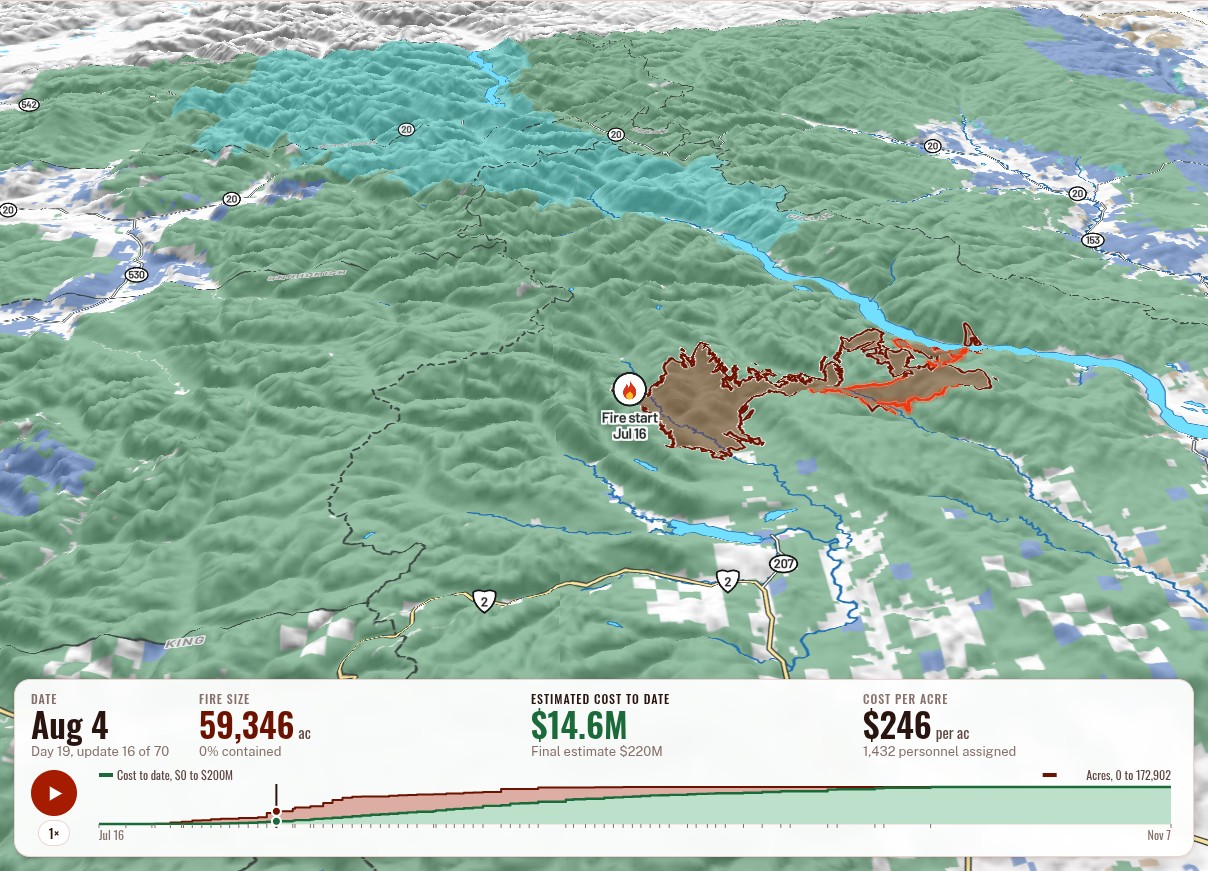 542
20
20
20
20
20
20
530
153
Fire start
Jul 16
207
2
2
KING
DATE
Aug 4
Day 19, update 16 of 70
FIRE SIZE
59,346 ac
0% contained
ESTIMATED COST TO DATE
$14.6M
Final estimate $220M
COST PER ACRE
$246 per ac
1,432 personnel assigned
Cost to date, $0 to $200M
Acres, 0 to 172,902
1×
Jul 16
Nov 7